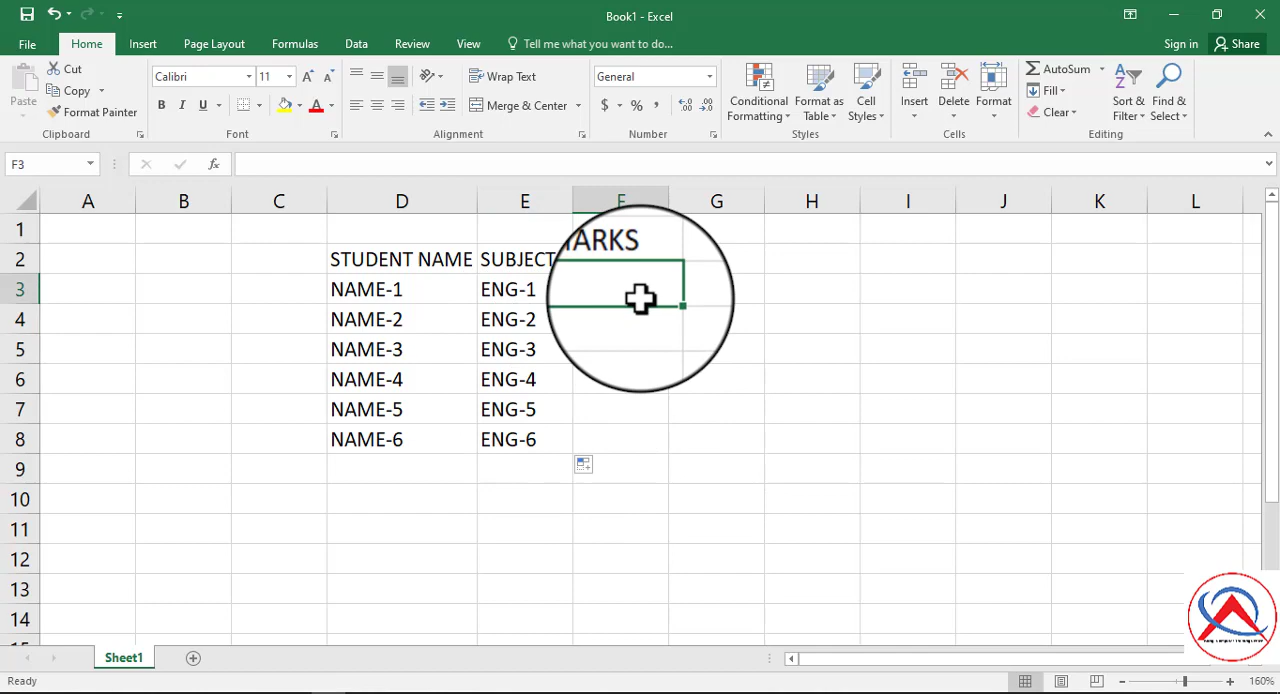 Book1 - Excel
File Home Insert Page Layout Formulas Data Review View Tell me what you want to do... Sign in Share
Paste Cut Copy Format Painter
Clipboard
Calibri 11 A A
B I U A
Font
Wrap Text
Merge & Center
Alignment
General
$ % , .0 .00 .00 .0
Number
Conditional Formatting Format as Table Cell Styles
Styles
Insert Delete Format
Cells
AutoSum Fill Clear Sort & Filter Find & Select
Editing
F3 fx
A B C D E F G H I J K L
1
2 STUDENT NAME SUBJECT ARKS
3 NAME-1 ENG-1
4 NAME-2 ENG-2
5 NAME-3 ENG-3
6 NAME-4 ENG-4
7 NAME-5 ENG-5
8 NAME-6 ENG-6
9
10
11
12
13
14
Sheet1
Ready 160%